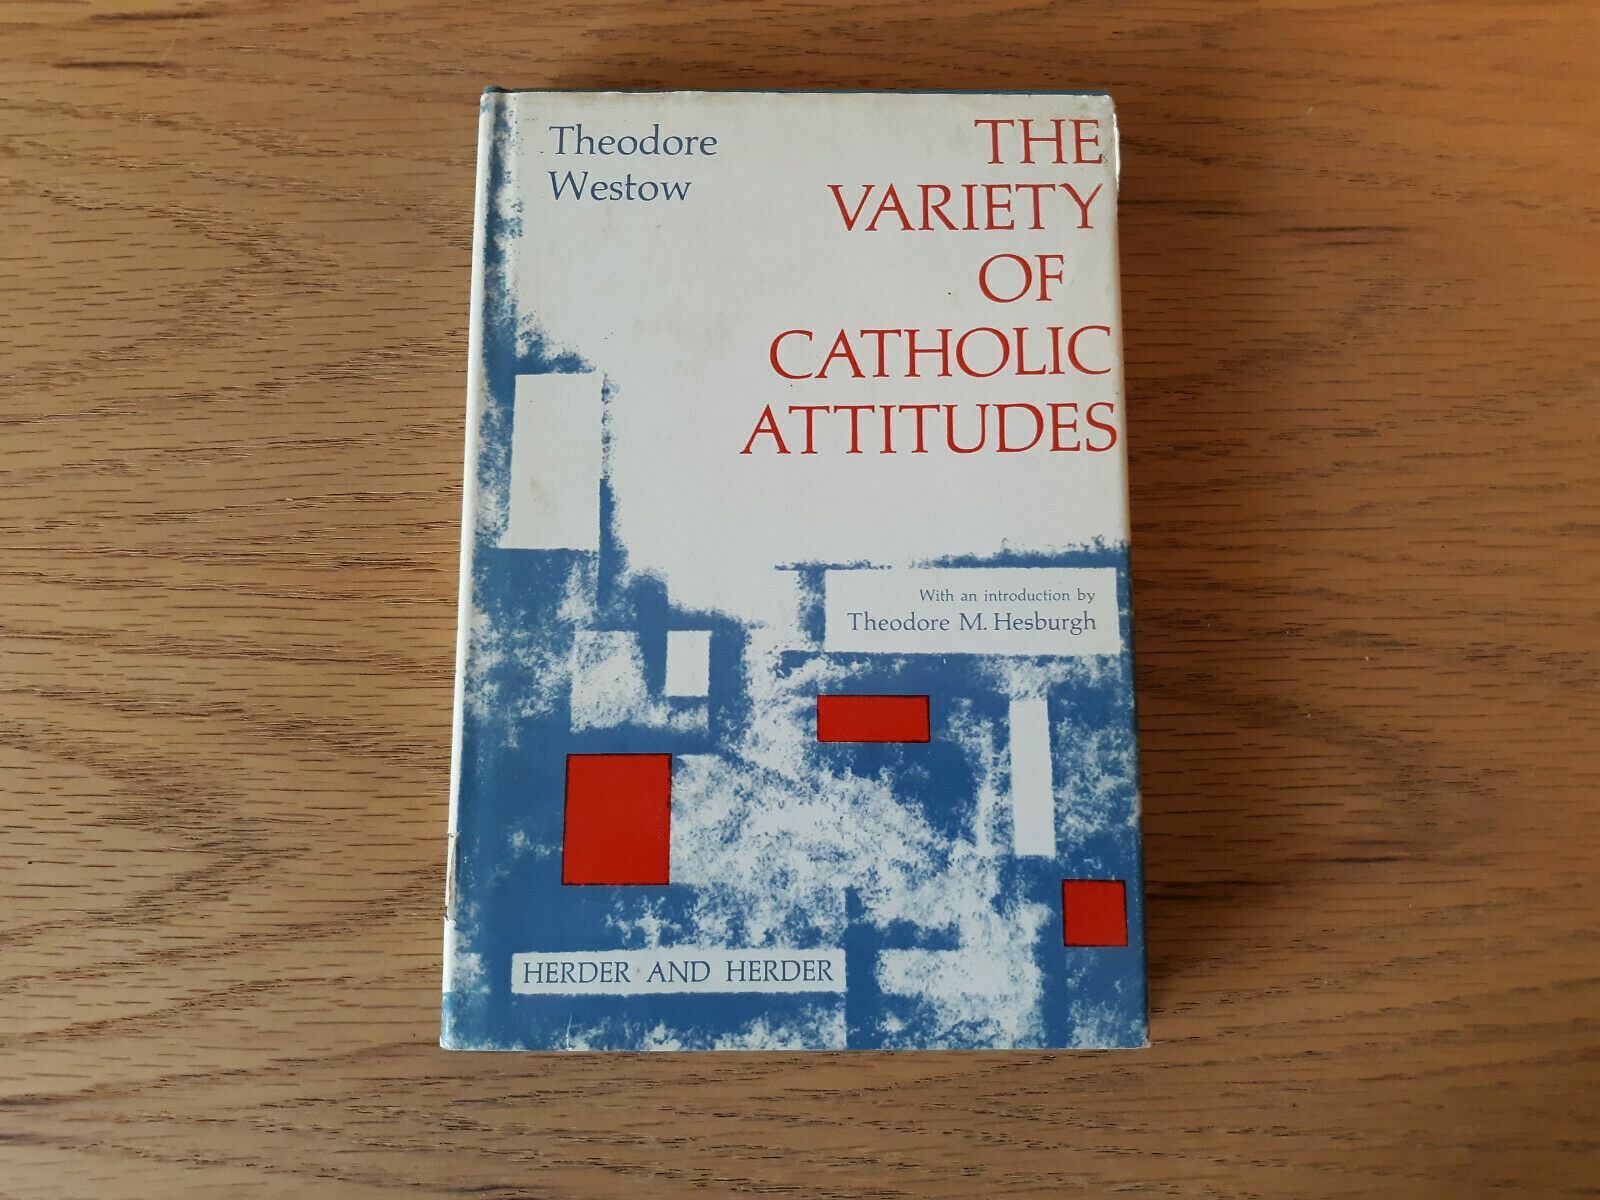 Theodore
Westow
THE
VARIETY
OF
CATHOLIC
ATTITUDES
With an introduction by
Theodore M. Hesburgh
HERDER AND HERDER